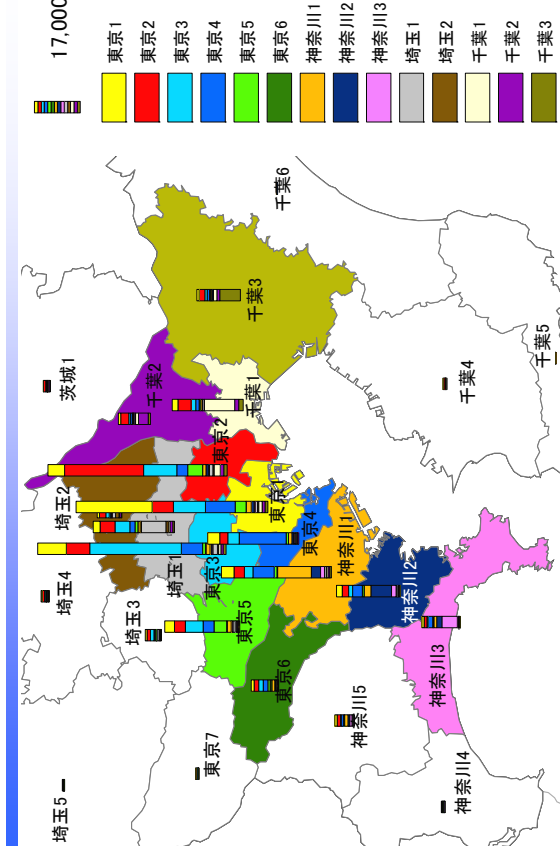 17,000
東京1
東京2
東京3
東京4
東京5
東京6
神奈川1
神奈川2
神奈川3
埼玉1
埼玉2
千葉1
千葉2
千葉3
千葉6
茨城1
千葉2
千葉3
千葉1
千葉4
千葉5
埼玉2
東京2
東京1
埼玉4
埼玉1
東京3
東京4
神奈川1
埼玉3
東京5
神奈川2
東京6
神奈川3
埼玉5
東京7
神奈川5
神奈川4